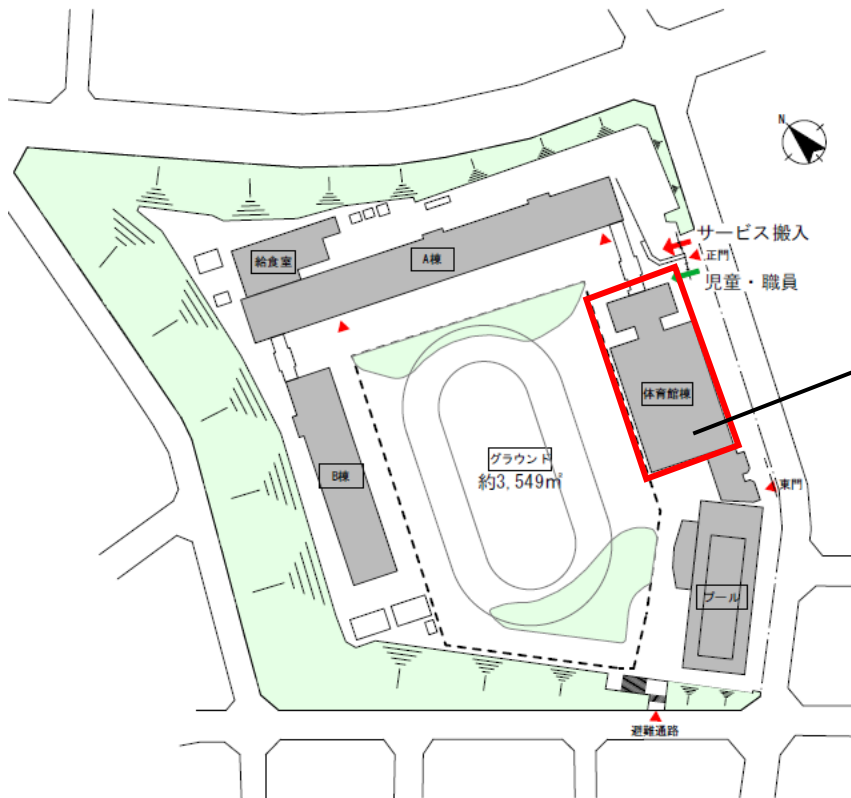 N
サービス搬入
正門
児童・職員
給食室
A棟
体育館棟
グラウンド
約3,549㎡
B棟
東門
プール
避難通路